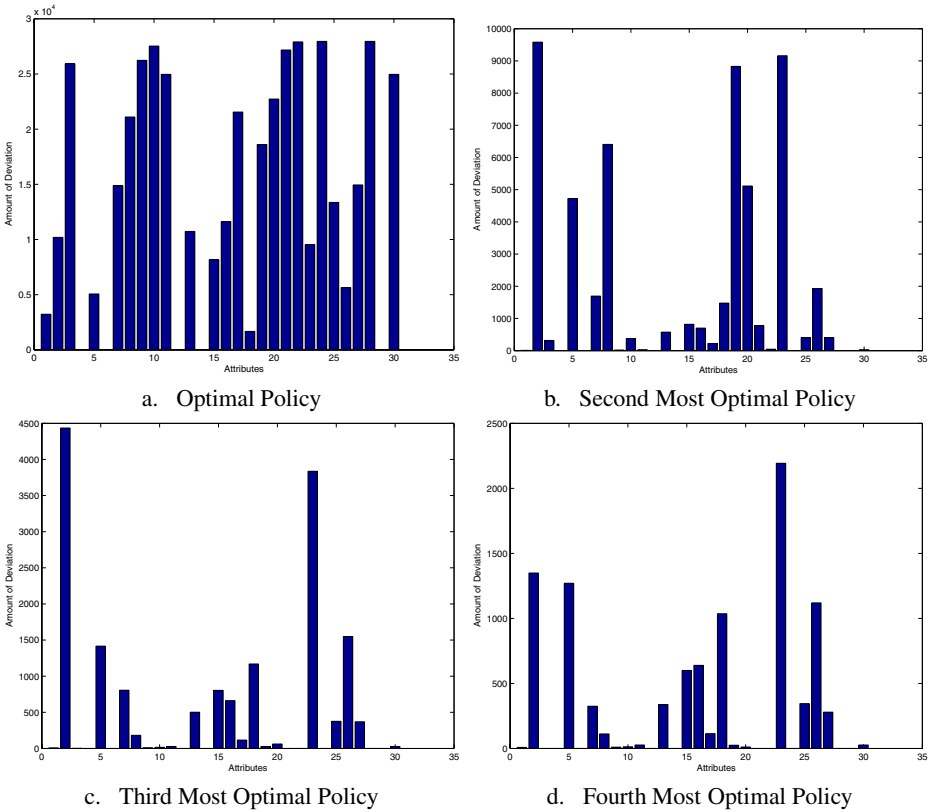 x 10⁴
3
2.5
2
1.5
1
0.5
0
Amount of Deviation
0 5 10 15 20 25 30 35
Attributes
a. Optimal Policy
10000
9000
8000
7000
6000
5000
4000
3000
2000
1000
0
Amount of Deviation
0 5 10 15 20 25 30 35
Attributes
b. Second Most Optimal Policy
4500
4000
3500
3000
2500
2000
1500
1000
500
0
Amount of Deviation
0 5 10 15 20 25 30 35
Attributes
c. Third Most Optimal Policy
2500
2000
1500
1000
500
0
Amount of Deviation
0 5 10 15 20 25 30 35
Attributes
d. Fourth Most Optimal Policy